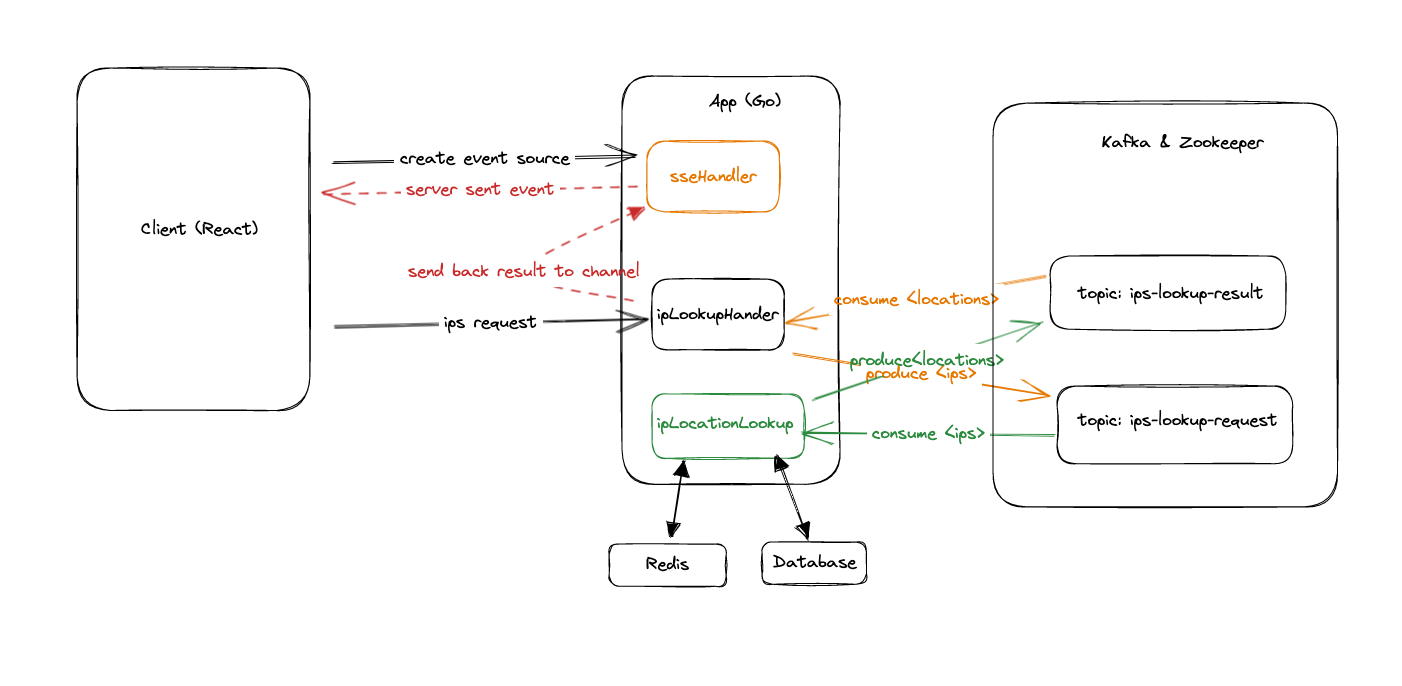 App (Go)
Kafka & Zookeeper
create event source
sseHandler
server sent event
Client (React)
send back result to channel
topic: ips-lookup-result
consume <locations>
ipLookupHander
ips request
produce<locations>
produce <ips>
topic: ips-lookup-request
ipLocationLookup
consume <ips>
Redis
Database